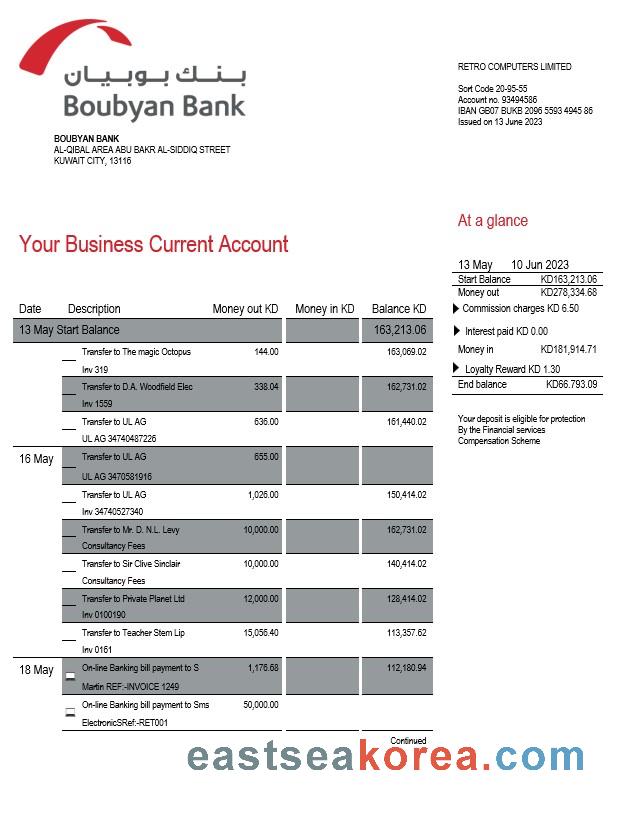 بنك بوبيان
Boubyan Bank
BOUBYAN BANK
AL-QIBAL AREA ABU BAKR AL-SIDDIQ STREET
KUWAIT CITY, 13116
RETRO COMPUTERS LIMITED
Sort Code 20-95-55
Account no. 93494586
IBAN GB07 BUKB 2096 5593 4945 86
Issued on 13 June 2023
Your Business Current Account
At a glance
13 May 10 Jun 2023
Start Balance KD163,213.06
Money out KD278,334.68
Commission charges KD 6.50
Interest paid KD 0.00
Money in KD181,914.71
Loyalty Reward KD 1.30
End balance KD66.793.09
Your deposit is eligible for protection
By the Financial services
Compensation Scheme
Date Description Money out KD Money in KD Balance KD
13 May Start Balance 163,213.06
Transfer to The magic Octopus 144.00 163,069.02
Inv 319
Transfer to D.A. Woodfield Elec 338.04 162,731.02
Inv 1559
Transfer to UL AG 636.00 161,440.02
UL AG 34740487226
16 May Transfer to UL AG 655.00
UL AG 3470581916
Transfer to UL AG 1,026.00 150,414.02
Inv 34740527340
Transfer to Mr. D. N.L. Levy 10,000.00 162,731.02
Consultancy Fees
Transfer to Sir Clive Sinclair 10,000.00 140,414.02
Consultancy Fees
Transfer to Private Planet Ltd 12,000.00 128,414.02
Inv 0100190
Transfer to Teacher Stem Lip 15,056.40 113,357.62
Inv 0161
18 May On-line Banking bill payment to S 1,176.68 112,180.94
Martin REF:-INVOICE 1249
On-line Banking bill payment to Sms 50,000.00
ElectronicSRef:-RET001
Continued
eastseakorea.com